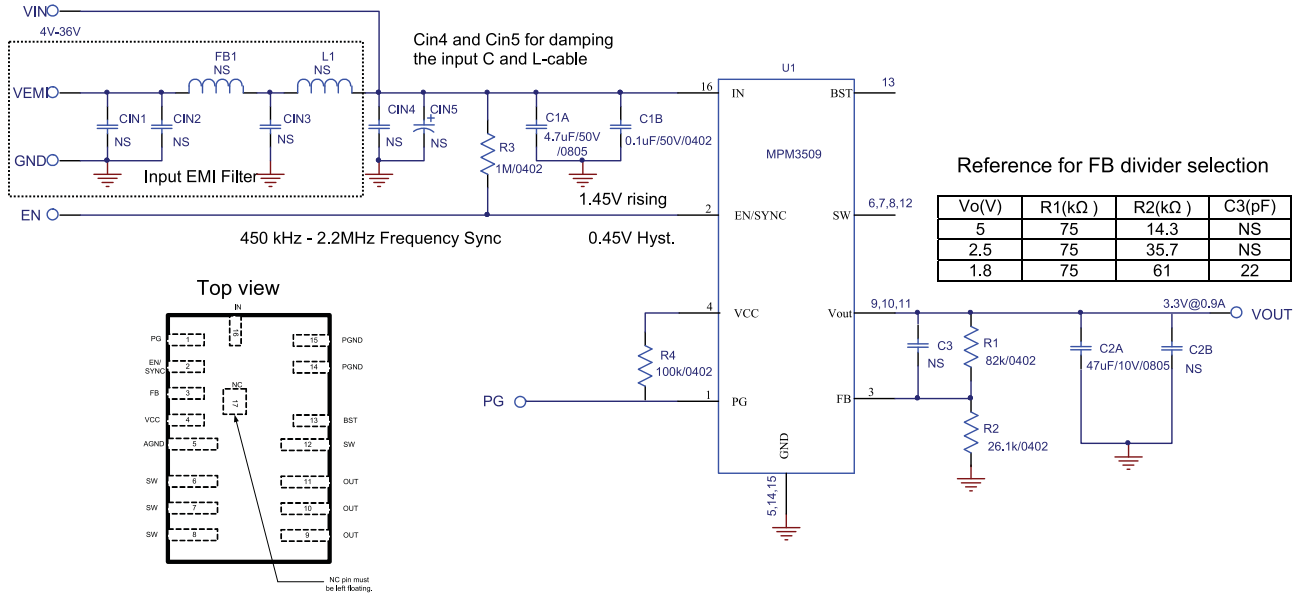 VIN
4V-36V
Cin4 and Cin5 for damping
the input C and L-cable
FB1
NS
L1
NS
VEMI
CIN1
NS
CIN2
NS
CIN3
NS
CIN4
NS
CIN5
+
NS
GND
Input EMI Filter
R3
1M/0402
C1A
4.7uF/50V
/0805
C1B
0.1uF/50V/0402
EN
450 kHz - 2.2MHz Frequency Sync
1.45V rising
0.45V Hyst.
U1
MPM3509
16
IN
BST
13
2
EN/SYNC
SW
6,7,8,12
4
VCC
Vout
9,10,11
1
PG
FB
3
GND
5,14,15
R4
100k/0402
PG
Reference for FB divider selection
Vo(V) R1(kΩ ) R2(kΩ ) C3(pF)
5 75 14.3 NS
2.5 75 35.7 NS
1.8 75 61 22
3.3V@0.9A
VOUT
C3
NS
R1
82k/0402
R2
26.1k/0402
C2A
47uF/10V/0805
C2B
NS
Top view
IN
16
PG 1
15 PGND
EN/
SYNC
2
14 PGND
FB 3
NC
17
VCC 4
13 BST
AGND 5
12 SW
SW 6
11 OUT
SW 7
10 OUT
SW 8
9 OUT
NC pin must
be left floating.